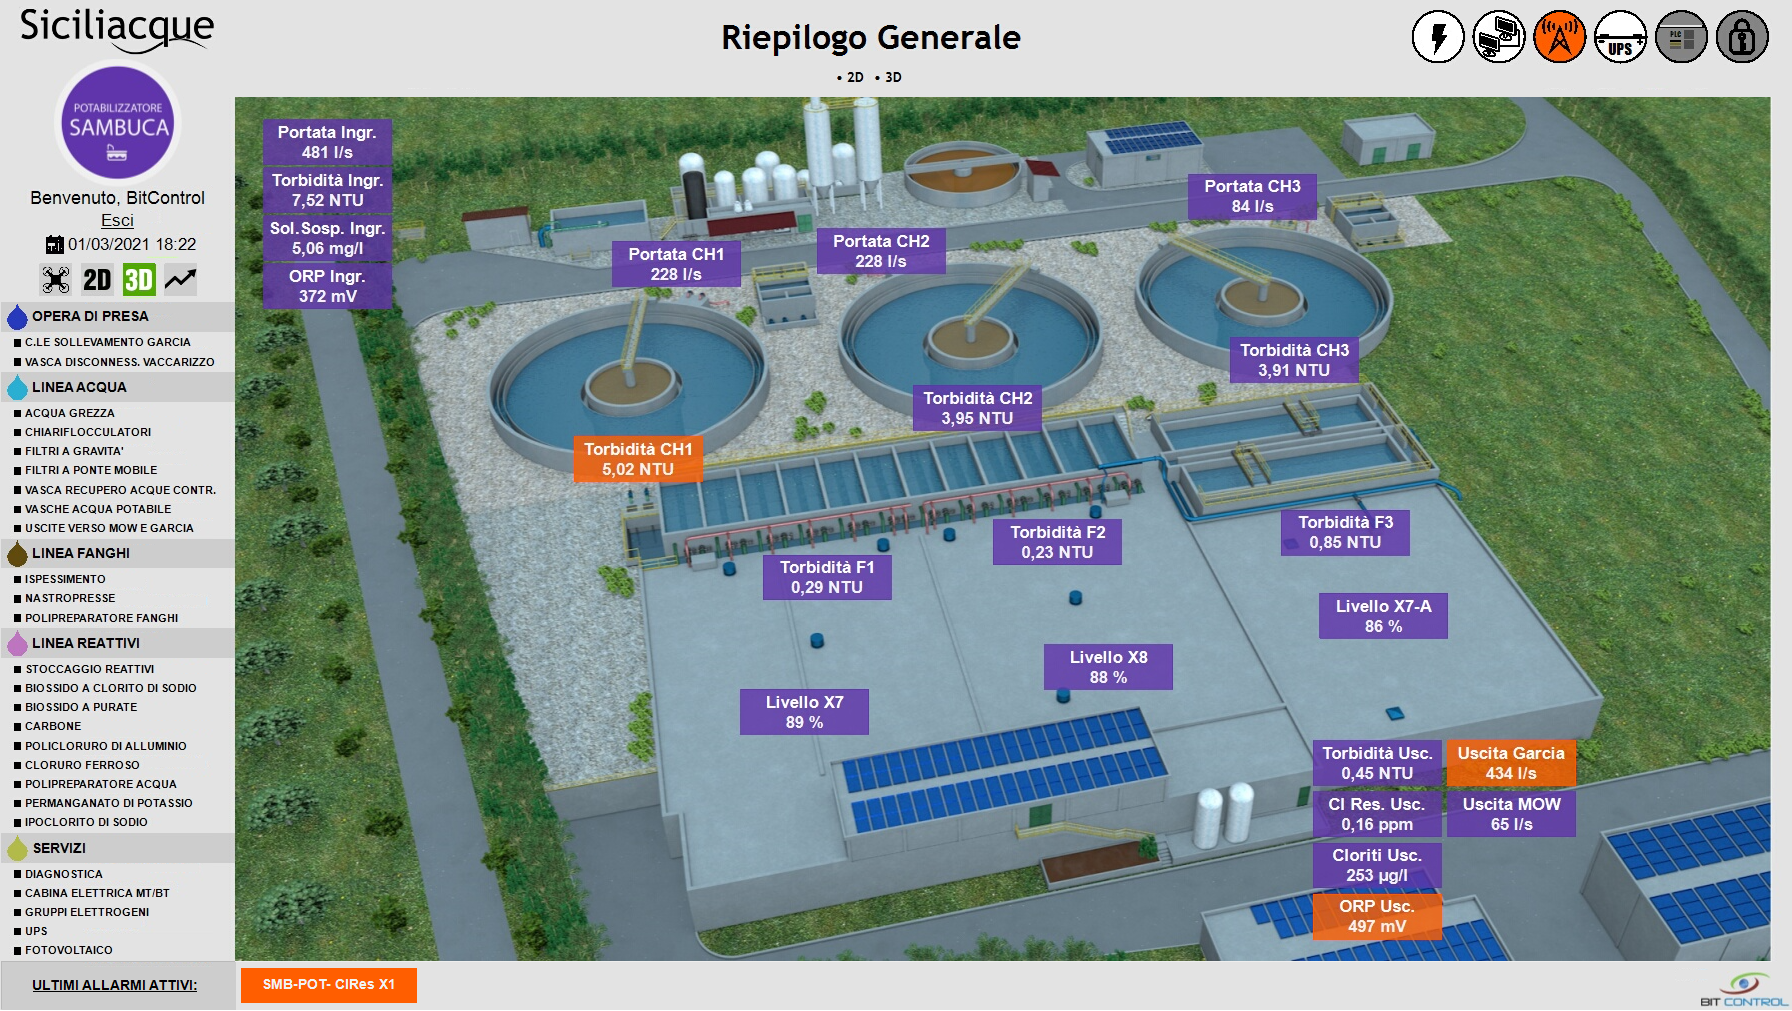 Siciliacque
Riepilogo Generale
• 2D • 3D
UPS
PLC
POTABILIZZATORE
SAMBUCA
Benvenuto, BitControl
Esci
01/03/2021 18:22
2D 3D
OPERA DI PRESA
C.LE SOLLEVAMENTO GARCIA
VASCA DISCONNESS. VACCARIZZO
LINEA ACQUA
ACQUA GREZZA
CHIARIFLOCCULATORI
FILTRI A GRAVITA'
FILTRI A PONTE MOBILE
VASCA RECUPERO ACQUE CONTR.
VASCHE ACQUA POTABILE
USCITE VERSO MOW E GARCIA
LINEA FANGHI
ISPESSIMENTO
NASTROPRESSE
POLIPREPARATORE FANGHI
LINEA REATTIVI
STOCCAGGIO REATTIVI
BIOSSIDO A CLORITO DI SODIO
BIOSSIDO A PURATE
CARBONE
POLICLORURO DI ALLUMINIO
CLORURO FERROSO
POLIPREPARATORE ACQUA
PERMANGANATO DI POTASSIO
IPOCLORITO DI SODIO
SERVIZI
DIAGNOSTICA
CABINA ELETTRICA MT/BT
GRUPPI ELETTROGENI
UPS
FOTOVOLTAICO
ULTIMI ALLARMI ATTIVI:
SMB-POT- ClRes X1
Portata Ingr.
481 l/s
Torbidità Ingr.
7,52 NTU
Sol.Sosp. Ingr.
5,06 mg/l
ORP Ingr.
372 mV
Portata CH1
228 l/s
Portata CH2
228 l/s
Portata CH3
84 l/s
Torbidità CH1
5,02 NTU
Torbidità CH2
3,95 NTU
Torbidità CH3
3,91 NTU
Torbidità F1
0,29 NTU
Torbidità F2
0,23 NTU
Torbidità F3
0,85 NTU
Livello X7-A
86 %
Livello X8
88 %
Livello X7
89 %
Torbidità Usc.
0,45 NTU
Uscita Garcia
434 l/s
Cl Res. Usc.
0,16 ppm
Uscita MOW
65 l/s
Cloriti Usc.
253 µg/l
ORP Usc.
497 mV
BIT CONTROL